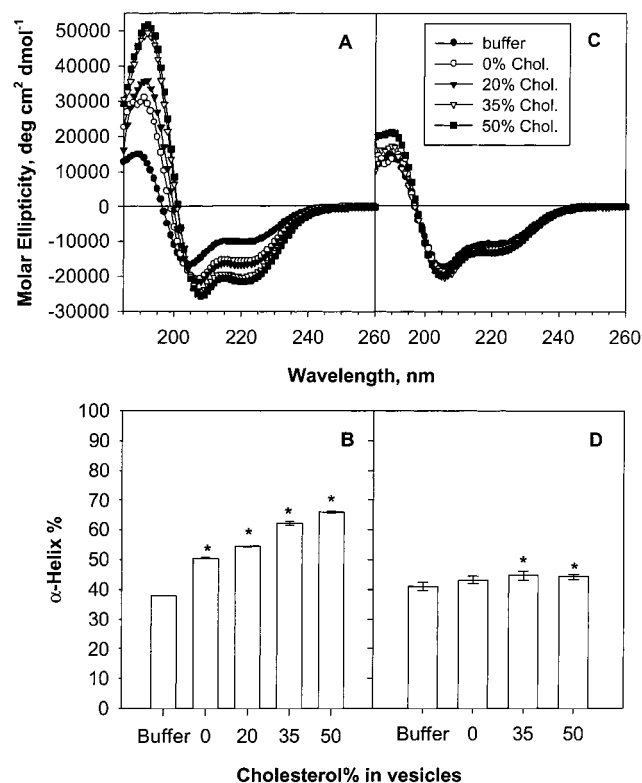 A
C
buffer
0% Chol.
20% Chol.
35% Chol.
50% Chol.
50000
40000
30000
20000
10000
0
-10000
-20000
-30000
Molar Ellipticity, deg cm² dmol⁻¹
200 220 240 260 200 220 240 260
Wavelength, nm
B
D
100
90
80
70
60
50
40
30
20
10
0
α-Helix %
* * * *
* *
Buffer 0 20 35 50 Buffer 0 35 50
Cholesterol% in vesicles